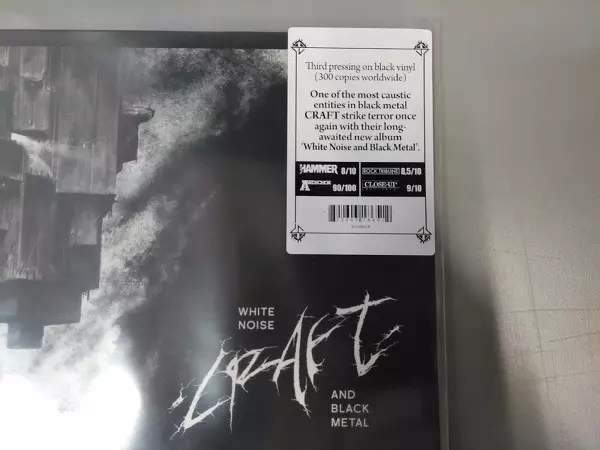 Third pressing on black vinyl
(300 copies worldwide)
One of the most caustic
entities in black metal
CRAFT strike terror once
again with their long-
awaited new album
'White Noise and Black Metal'.
HAMMER 8/10
ROCK TRIBUNE 8,5/10
90/100
CLOSE-UP 9/10
WHITE
NOISE
CRAFT
AND
BLACK
METAL